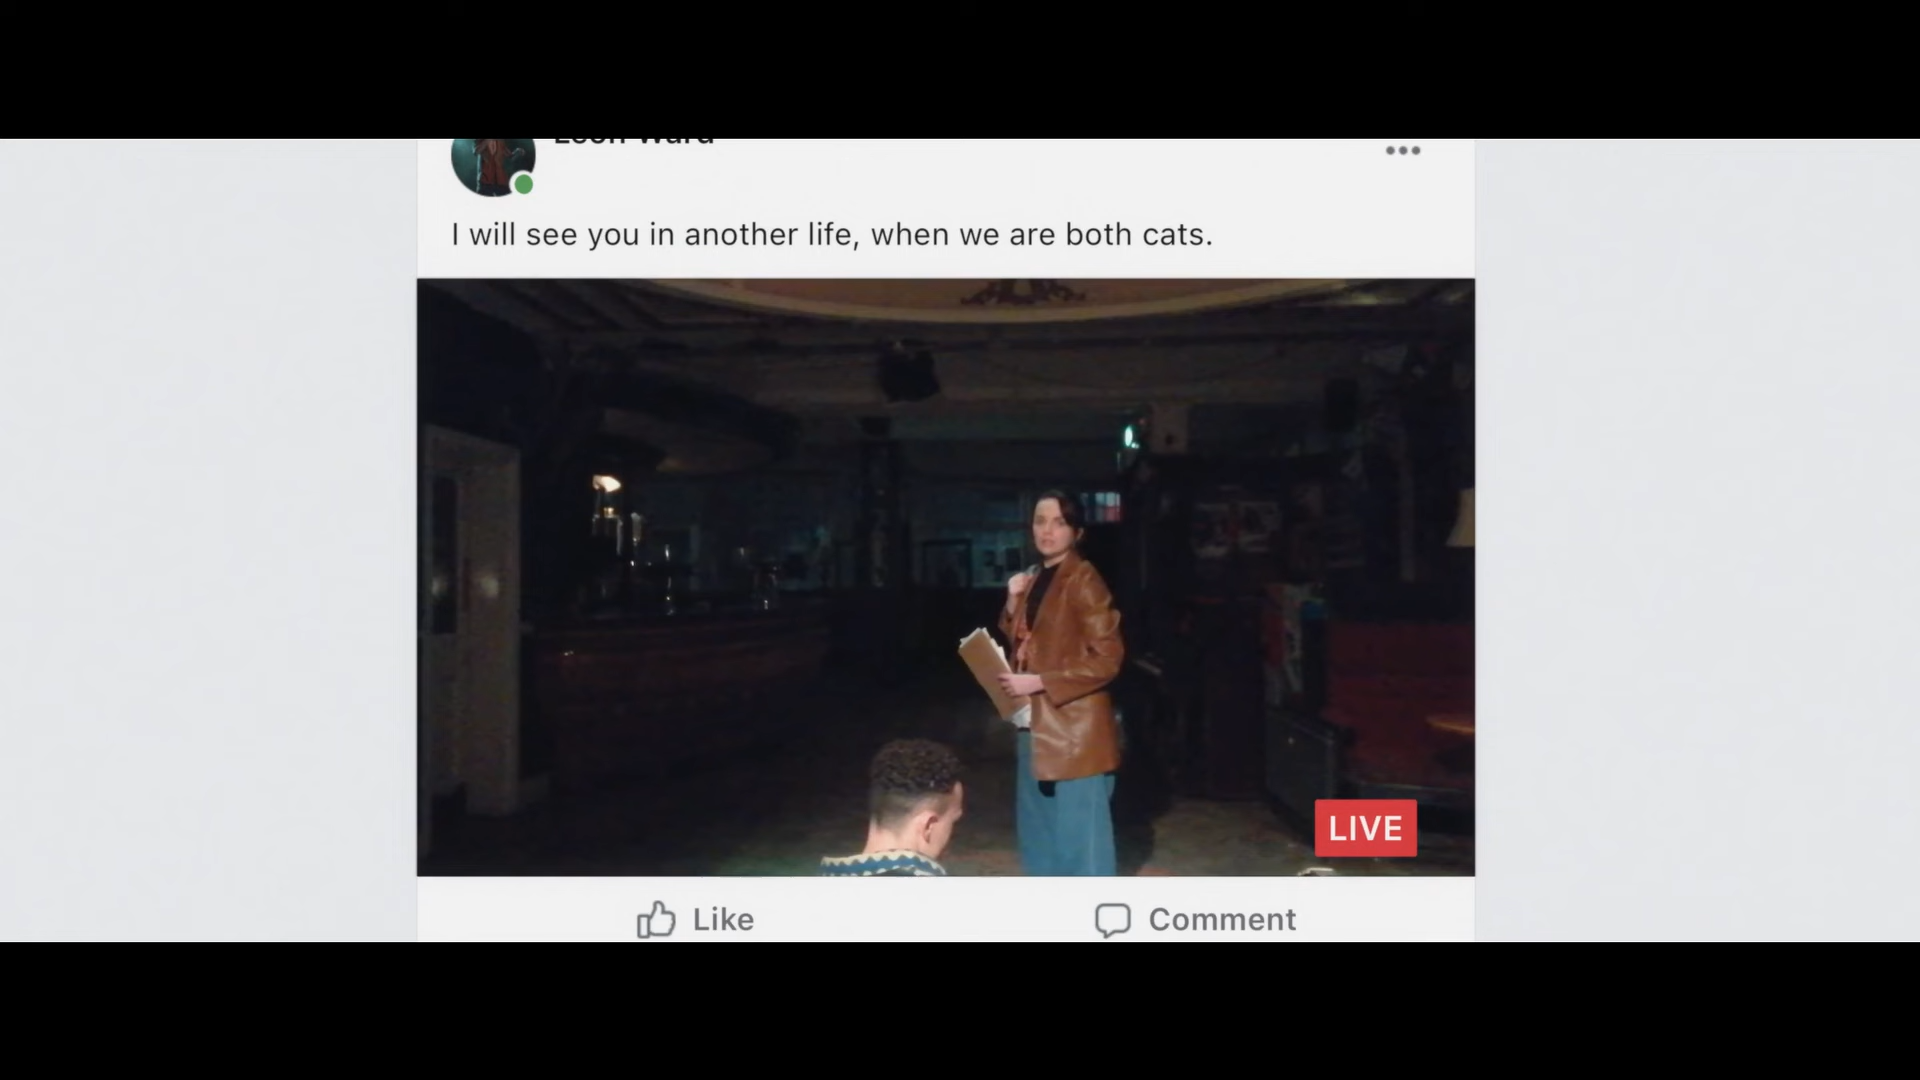 I will see you in another life, when we are both cats.
LIVE
Like
Comment